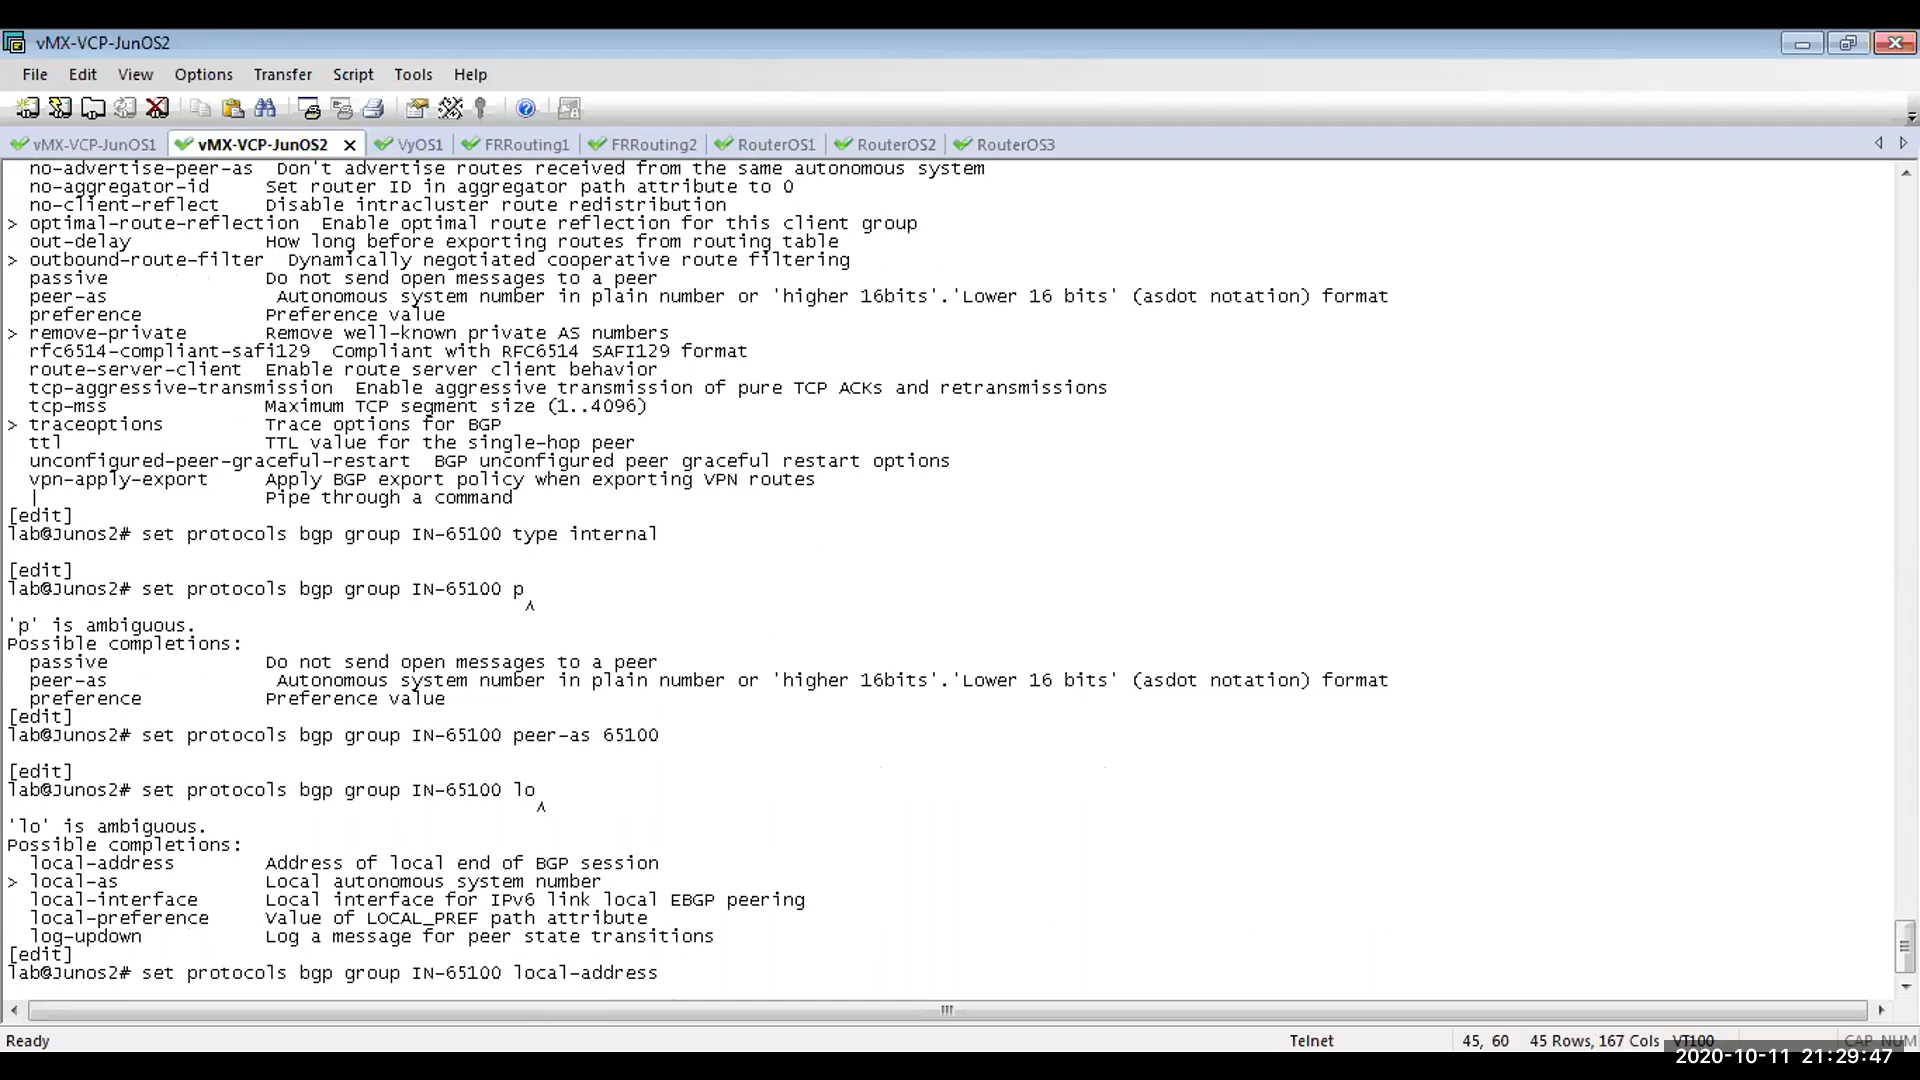 vMX-VCP-JunOS2
File Edit View Options Transfer Script Tools Help
vMX-VCP-JunOS1 vMX-VCP-JunOS2 VyOS1 FRRouting1 FRRouting2 RouterOS1 RouterOS2 RouterOS3
no-advertise-peer-as Don't advertise routes received from the same autonomous system
no-aggregator-id Set router ID in aggregator path attribute to 0
no-client-reflect Disable intracluster route redistribution
> optimal-route-reflection Enable optimal route reflection for this client group
out-delay How long before exporting routes from routing table
> outbound-route-filter Dynamically negotiated cooperative route filtering
passive Do not send open messages to a peer
peer-as Autonomous system number in plain number or 'higher 16bits'.'Lower 16 bits' (asdot notation) format
preference Preference value
> remove-private Remove well-known private AS numbers
rfc6514-compliant-safi129 Compliant with RFC6514 SAFI129 format
route-server-client Enable route server client behavior
tcp-aggressive-transmission Enable aggressive transmission of pure TCP ACKs and retransmissions
tcp-mss Maximum TCP segment size (1..4096)
> traceoptions Trace options for BGP
ttl TTL value for the single-hop peer
unconfigured-peer-graceful-restart BGP unconfigured peer graceful restart options
vpn-apply-export Apply BGP export policy when exporting VPN routes
| Pipe through a command
[edit]
lab@Junos2# set protocols bgp group IN-65100 type internal
[edit]
lab@Junos2# set protocols bgp group IN-65100 p
^
'p' is ambiguous.
Possible completions:
passive Do not send open messages to a peer
peer-as Autonomous system number in plain number or 'higher 16bits'.'Lower 16 bits' (asdot notation) format
preference Preference value
[edit]
lab@Junos2# set protocols bgp group IN-65100 peer-as 65100
[edit]
lab@Junos2# set protocols bgp group IN-65100 lo
^
'lo' is ambiguous.
Possible completions:
local-address Address of local end of BGP session
> local-as Local autonomous system number
local-interface Local interface for IPv6 link local EBGP peering
local-preference Value of LOCAL_PREF path attribute
log-updown Log a message for peer state transitions
[edit]
lab@Junos2# set protocols bgp group IN-65100 local-address
Ready Telnet 45, 60 45 Rows, 167 Cols VT100 CAP NUM
2020-10-11 21:29:47